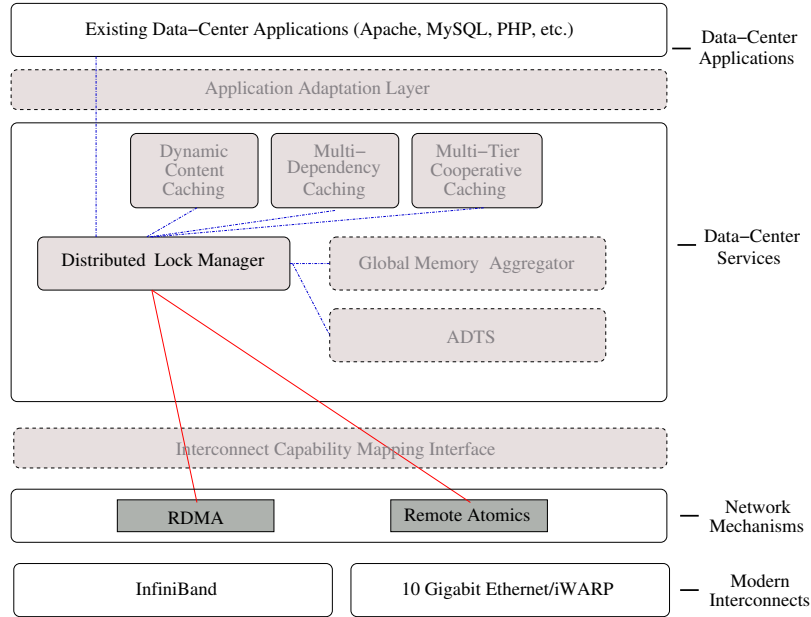 Existing Data−Center Applications (Apache, MySQL, PHP, etc.)
Data−Center
Applications
Application Adaptation Layer
Dynamic
Content
Caching
Multi−
Dependency
Caching
Multi−Tier
Cooperative
Caching
Distributed Lock Manager
Global Memory Aggregator
ADTS
Data−Center
Services
Interconnect Capability Mapping Interface
RDMA
Remote Atomics
Network
Mechanisms
InfiniBand
10 Gigabit Ethernet/iWARP
Modern
Interconnects